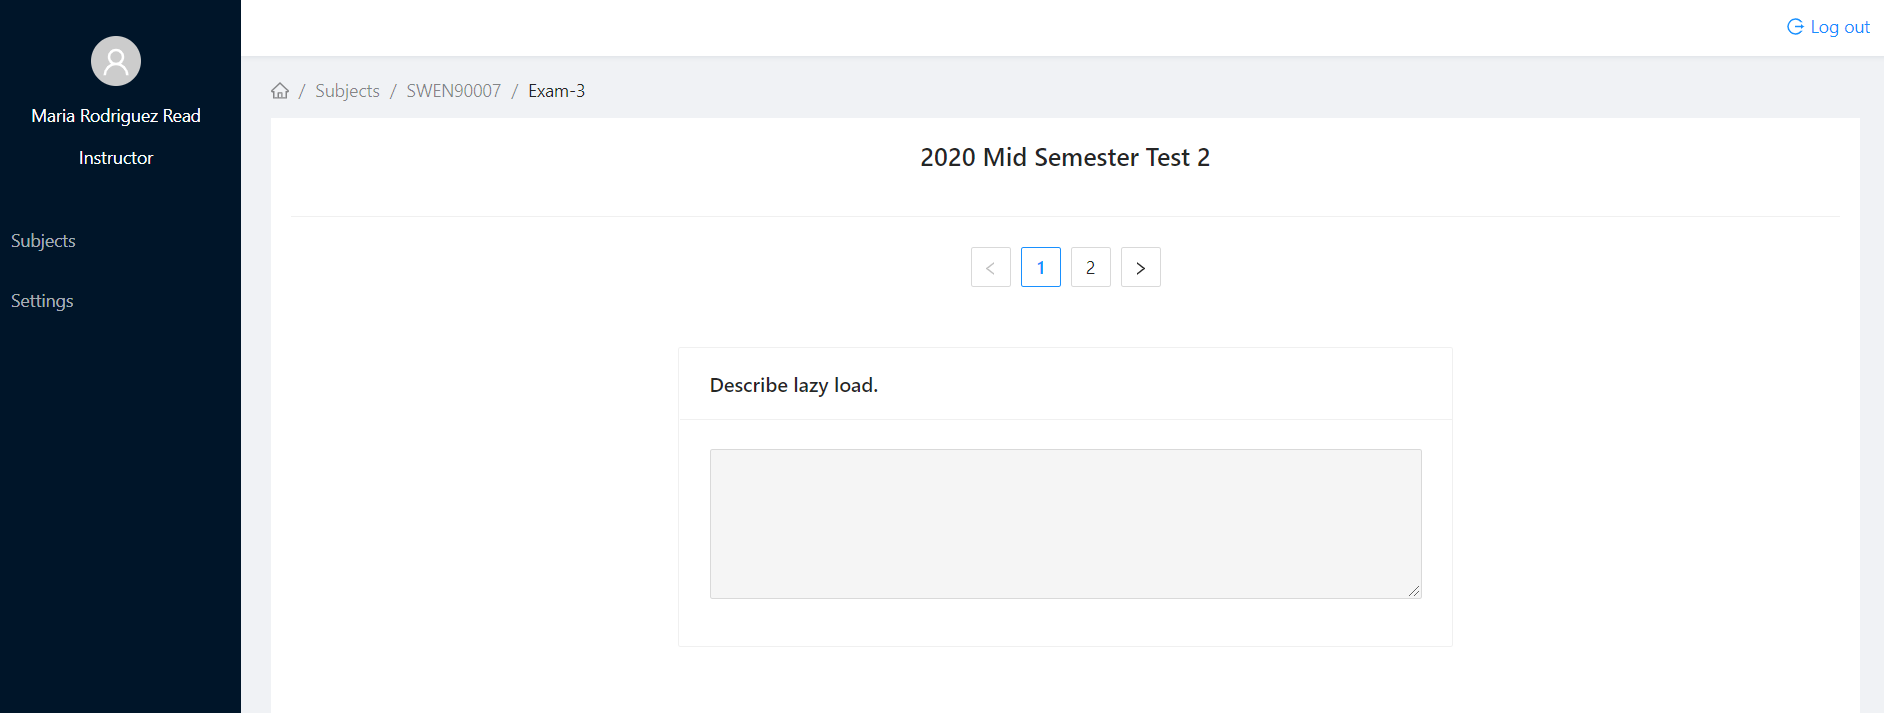 Log out
Maria Rodriguez Read
Instructor
Subjects
Settings
/ Subjects / SWEN90007 / Exam-3
2020 Mid Semester Test 2
< 1 2 >
Describe lazy load.